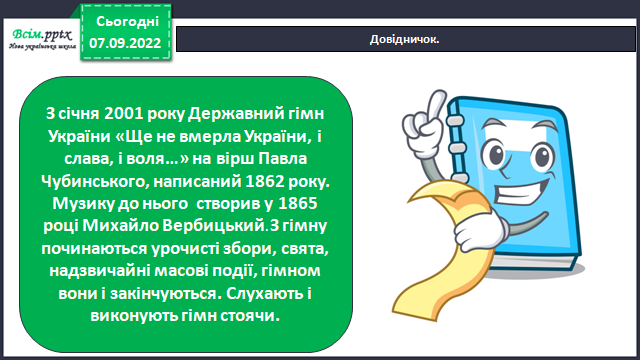 Всім.pptx
Нова українська школа
Сьогодні
07.09.2022
Довідничок.
З січня 2001 року Державний гімн
України «Ще не вмерла України, і
слава, і воля…» на вірш Павла
Чубинського, написаний 1862 року.
Музику до нього створив у 1865
році Михайло Вербицький.З гімну
починаються урочисті збори, свята,
надзвичайні масові події, гімном
вони і закінчуються. Слухають і
виконують гімн стоячи.